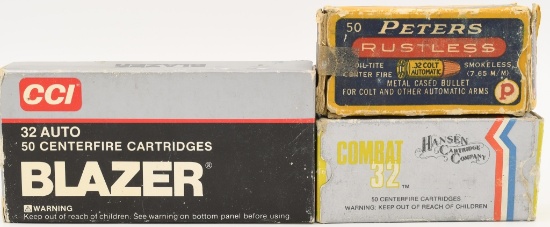 CCI
32 AUTO
50 CENTERFIRE CARTRIDGES
BLAZER®
⚠WARNING
Keep out of reach of children. See warning on bottom panel before using.
50 PETERS
RUSTLESS
OIL-TITE .32 COLT SMOKELESS
CENTER FIRE AUTOMATIC (7.65 M/M)
METAL CASED BULLET
FOR COLT AND OTHER AUTOMATIC ARMS
P
COMBAT
32™
HANSEN
CARTRIDGE
COMPANY
50 CENTERFIRE CARTRIDGES
WARNING: KEEP OUT OF REACH OF CHILDREN